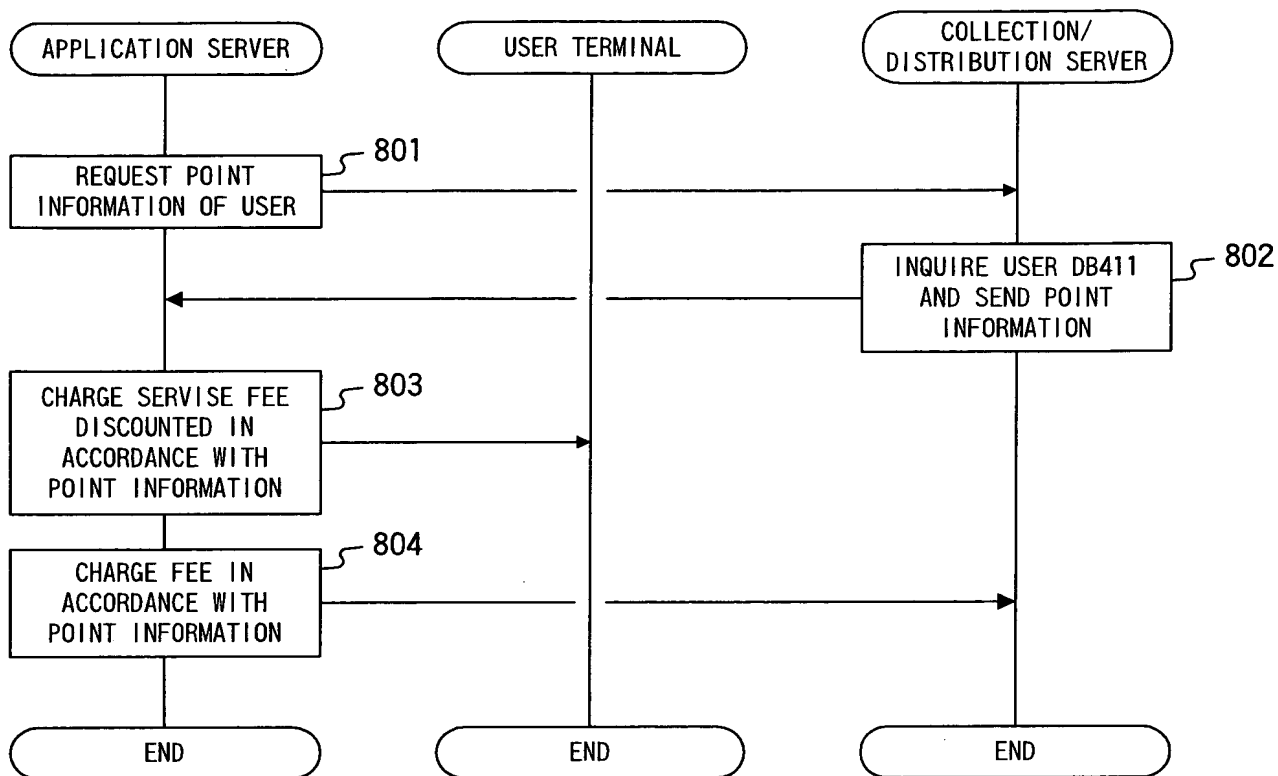 APPLICATION SERVER
USER TERMINAL
COLLECTION/
DISTRIBUTION SERVER
801
REQUEST POINT
INFORMATION OF USER
802
INQUIRE USER DB411
AND SEND POINT
INFORMATION
803
CHARGE SERVISE FEE
DISCOUNTED IN
ACCORDANCE WITH
POINT INFORMATION
804
CHARGE FEE IN
ACCORDANCE WITH
POINT INFORMATION
END
END
END